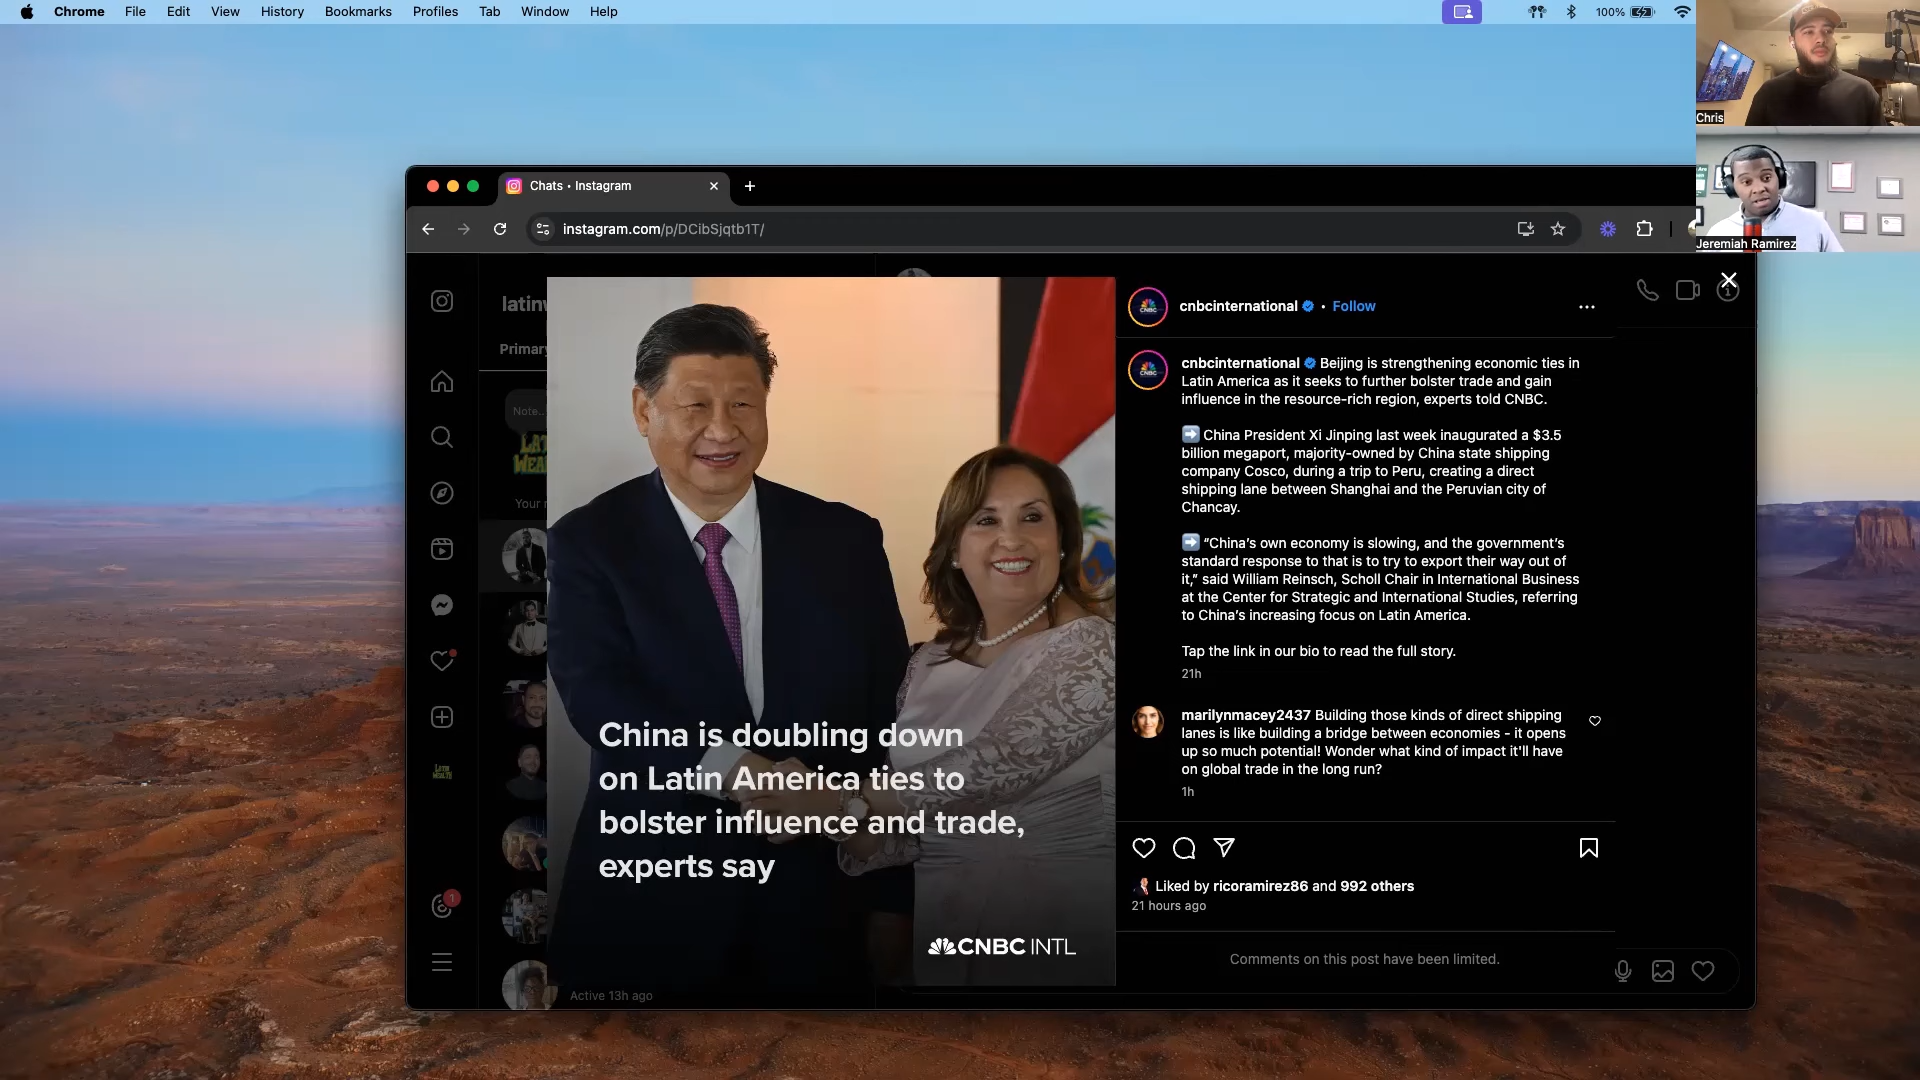 Chrome File Edit View History Bookmarks Profiles Tab Window Help
100%
Chris
Jeremiah Ramirez
Chats • Instagram
instagram.com/p/DCibSjqtb1T/
Primary
Note...
Your
Active 13h ago
1
LATIN
WEALTH
China is doubling down
on Latin America ties to
bolster influence and trade,
experts say
CNBC INTL
cnbcinternational • Follow
cnbcinternational Beijing is strengthening economic ties in
Latin America as it seeks to further bolster trade and gain
influence in the resource-rich region, experts told CNBC.
➡️ China President Xi Jinping last week inaugurated a $3.5
billion megaport, majority-owned by China state shipping
company Cosco, during a trip to Peru, creating a direct
shipping lane between Shanghai and the Peruvian city of
Chancay.
➡️ “China’s own economy is slowing, and the government’s
standard response to that is to try to export their way out of
it,” said William Reinsch, Scholl Chair in International Business
at the Center for Strategic and International Studies, referring
to China’s increasing focus on Latin America.
Tap the link in our bio to read the full story.
21h
marilynmacey2437 Building those kinds of direct shipping
lanes is like building a bridge between economies - it opens
up so much potential! Wonder what kind of impact it'll have
on global trade in the long run?
1h
Liked by ricoramirez86 and 992 others
21 hours ago
Comments on this post have been limited.